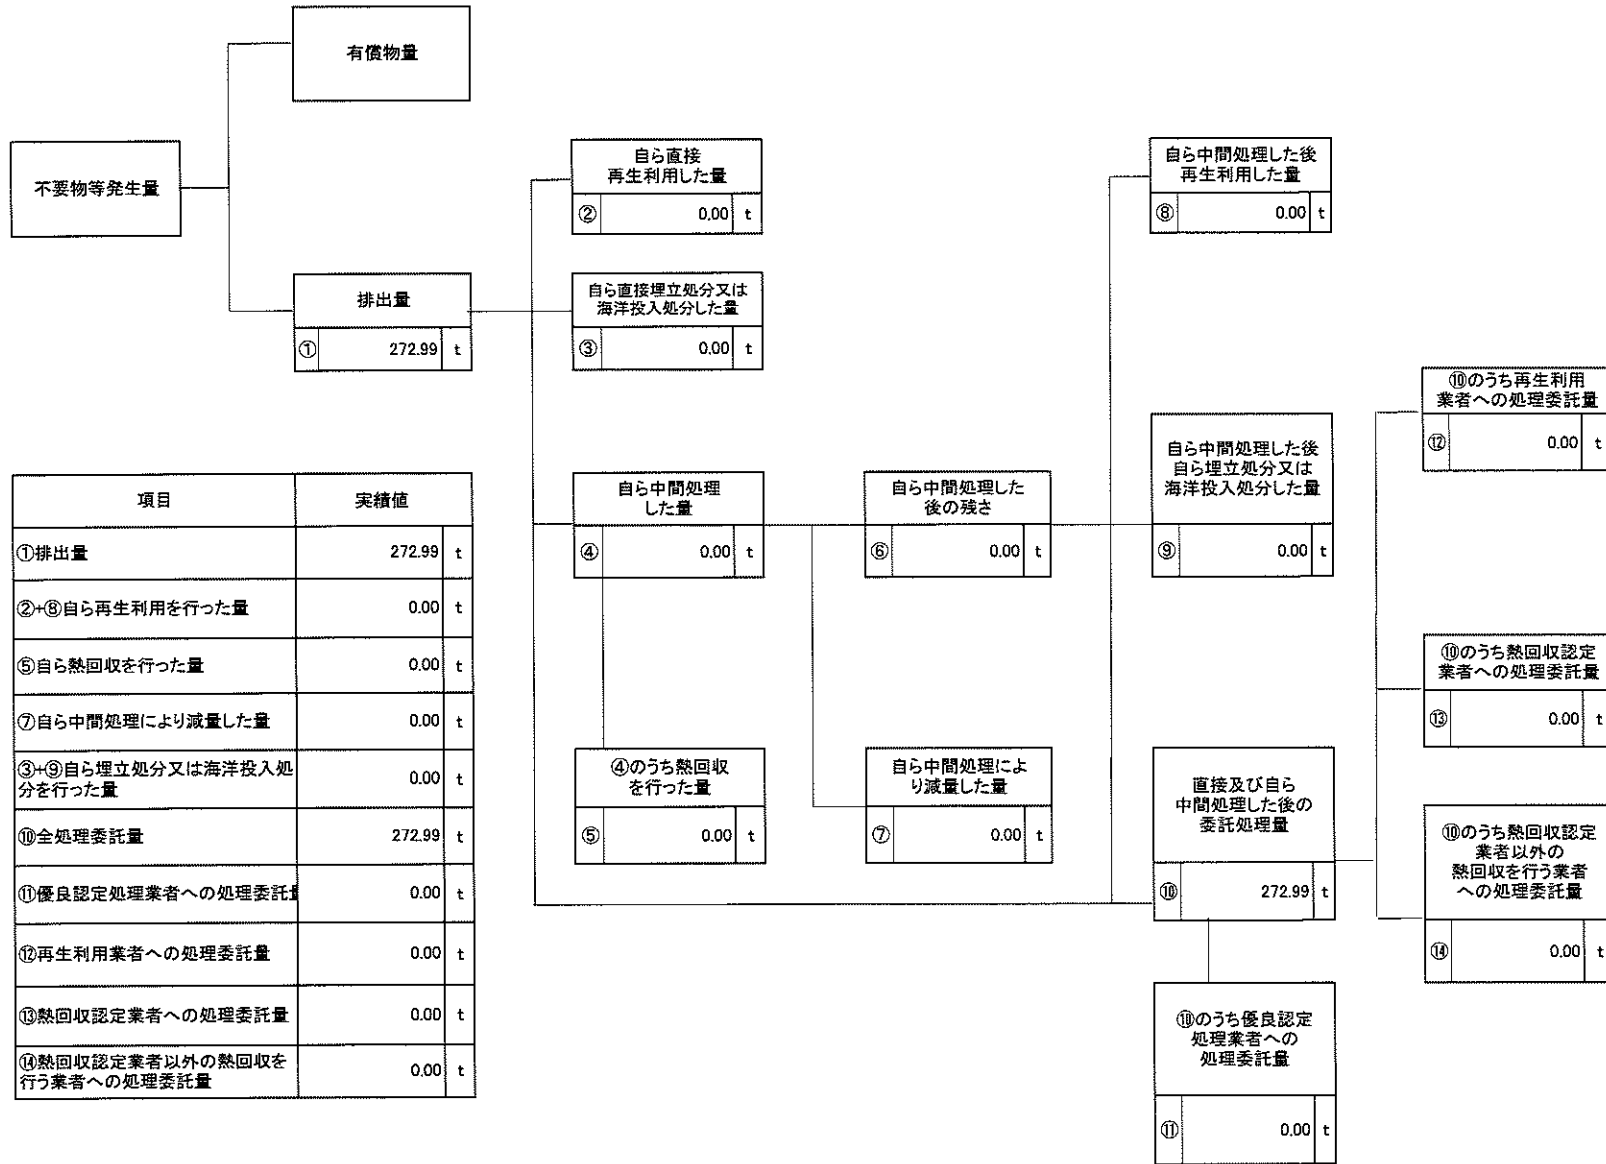 有償物量
不要物等発生量
排出量
① 272.99 t
自ら直接
再生利用した量
② 0.00 t
自ら直接埋立処分又は
海洋投入処分した量
③ 0.00 t
自ら中間処理
した量
④ 0.00 t
④のうち熱回収
を行った量
⑤ 0.00 t
自ら中間処理した
後の残さ
⑥ 0.00 t
自ら中間処理によ
り減量した量
⑦ 0.00 t
自ら中間処理した後
再生利用した量
⑧ 0.00 t
自ら中間処理した後
自ら埋立処分又は
海洋投入処分した量
⑨ 0.00 t
直接及び自ら
中間処理した後の
委託処理量
⑩ 272.99 t
⑩のうち優良認定
処理業者への
処理委託量
⑪ 0.00 t
⑩のうち再生利用
業者への処理委託量
⑫ 0.00 t
⑩のうち熱回収認定
業者への処理委託量
⑬ 0.00 t
⑩のうち熱回収認定
業者以外の
熱回収を行う業者
への処理委託量
⑭ 0.00 t
項目 実績値
①排出量 272.99 t
②+⑧自ら再生利用を行った量 0.00 t
⑤自ら熱回収を行った量 0.00 t
⑦自ら中間処理により減量した量 0.00 t
③+⑨自ら埋立処分又は海洋投入処
分を行った量 0.00 t
⑩全処理委託量 272.99 t
⑪優良認定処理業者への処理委託量 0.00 t
⑫再生利用業者への処理委託量 0.00 t
⑬熱回収認定業者への処理委託量 0.00 t
⑭熱回収認定業者以外の熱回収を
行う業者への処理委託量 0.00 t